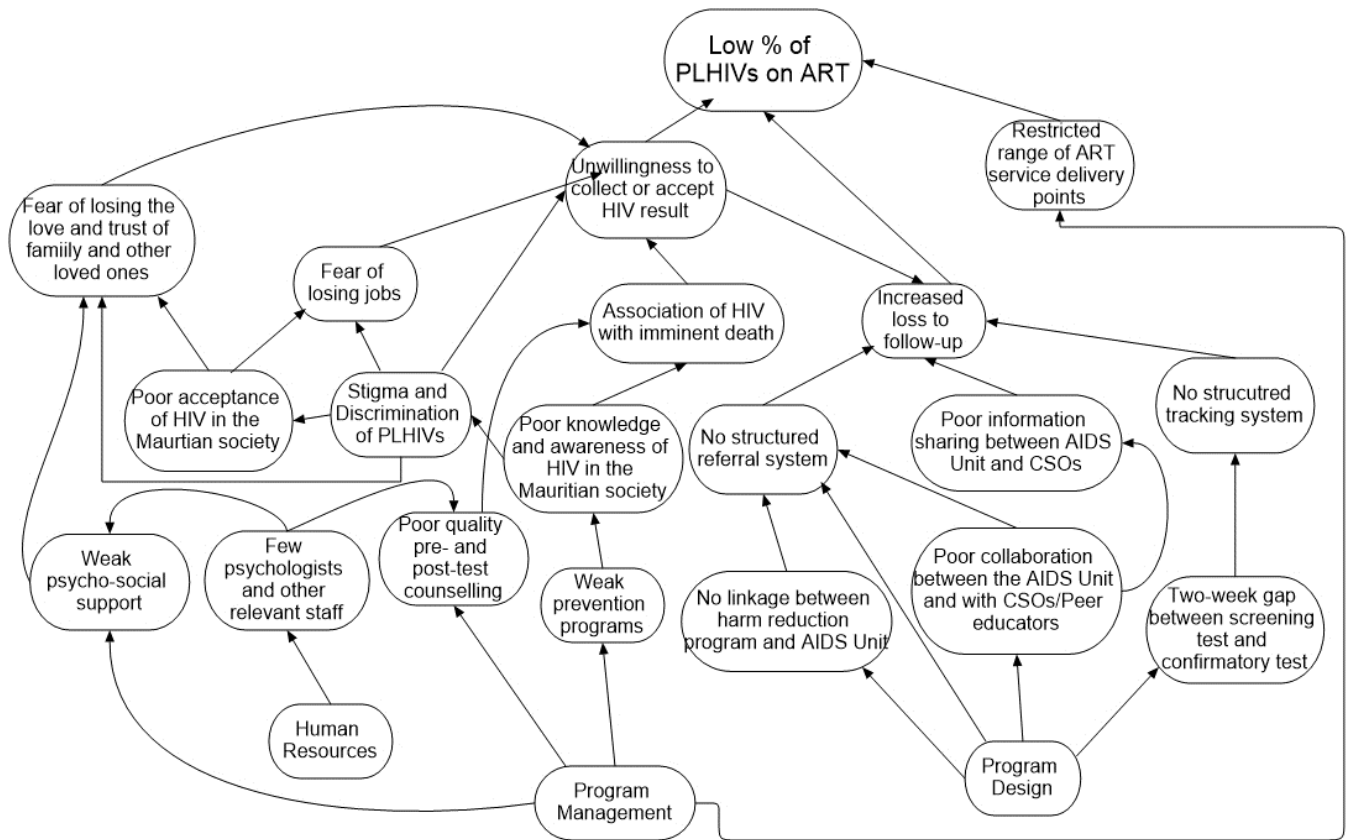 Low % of
PLHIVs on ART
Restricted
range of ART
service delivery
points
Unwillingness to
collect or accept
HIV result
Fear of losing the
love and trust of
famiily and other
loved ones
Fear of
losing jobs
Association of HIV
with imminent death
Increased
loss to
follow-up
Poor acceptance
of HIV in the
Maurtian society
Stigma and
Discrimination
of PLHIVs
Poor knowledge
and awareness of
HIV in the
Mauritian society
No structured
referral system
Poor information
sharing between AIDS
Unit and CSOs
No strucutred
tracking system
Weak
psycho-social
support
Few
psychologists
and other
relevant staff
Poor quality
pre- and
post-test
counselling
Weak
prevention
programs
No linkage between
harm reduction
program and AIDS Unit
Poor collaboration
between the AIDS Unit
and with CSOs/Peer
educators
Two-week gap
between screening
test and
confirmatory test
Human
Resources
Program
Management
Program
Design